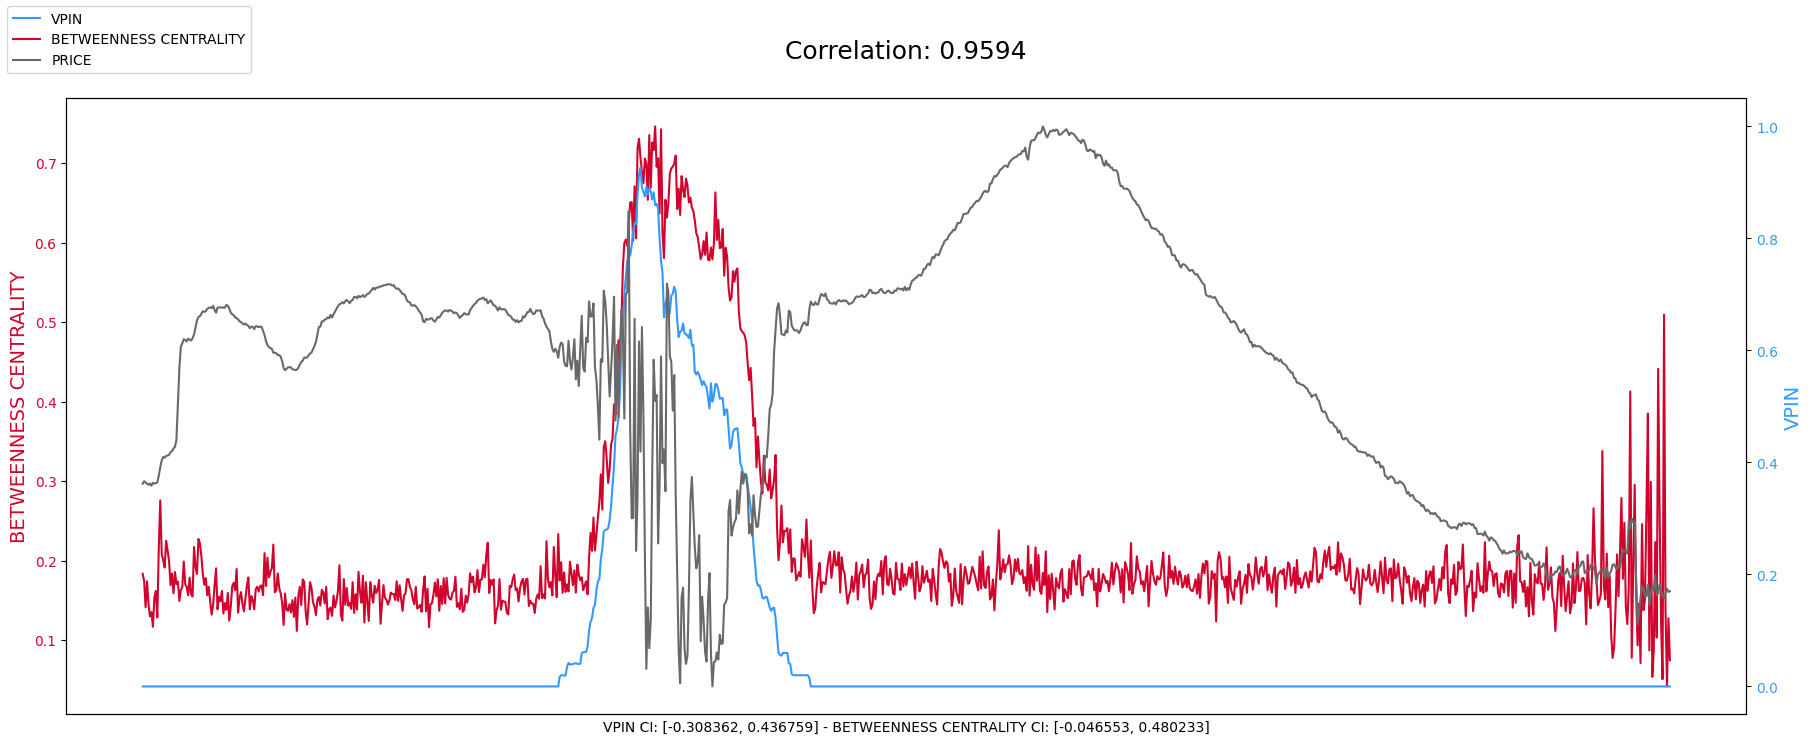 VPIN
BETWEENNESS CENTRALITY
PRICE
Correlation: 0.9594
BETWEENNESS CENTRALITY
0.7
0.6
0.5
0.4
0.3
0.2
0.1
1.0
0.8
0.6
0.4
0.2
0.0
VPIN
VPIN CI: [-0.308362, 0.436759] - BETWEENNESS CENTRALITY CI: [-0.046553, 0.480233]